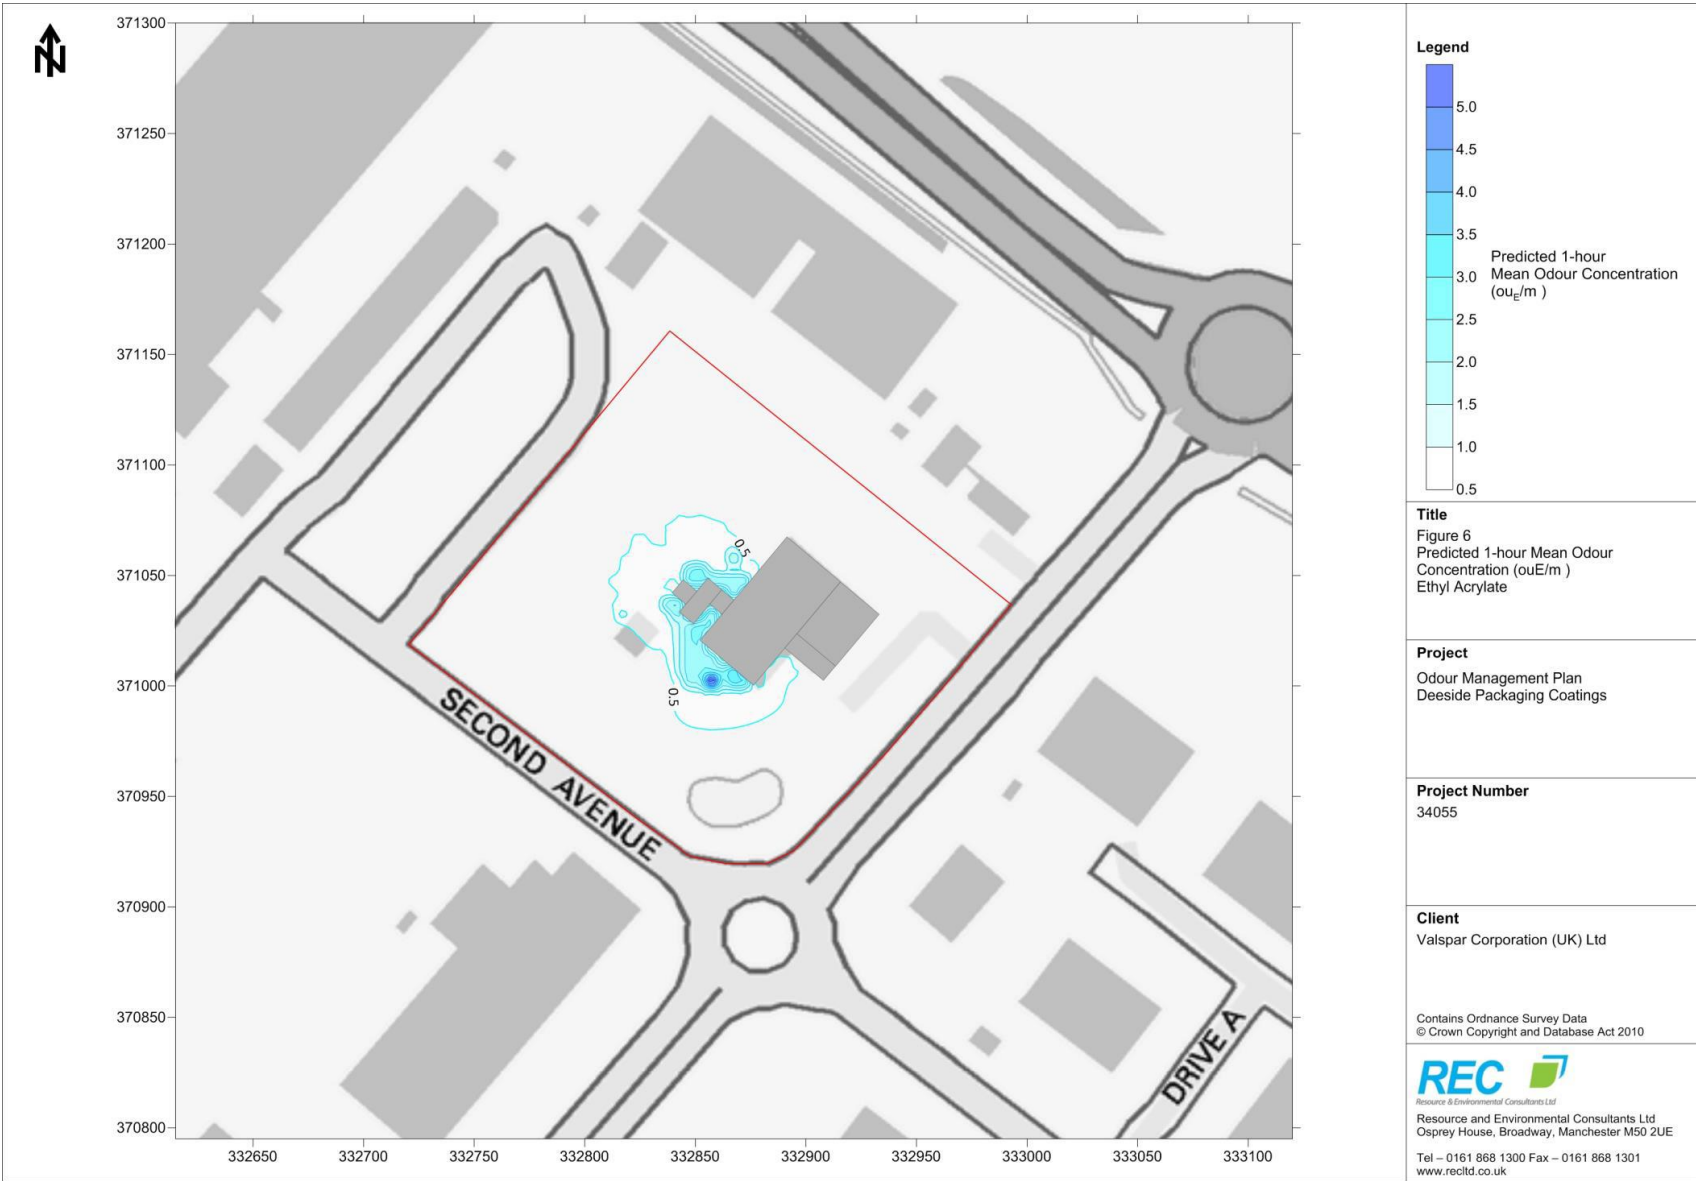 N
371300
371250
371200
371150
371100
371050
371000
370950
370900
370850
370800
332650 332700 332750 332800 332850 332900 332950 333000 333050 333100
0.5
0.5
SECOND AVENUE
DRIVE A
Legend
5.0
4.5
4.0
3.5
3.0
2.5
2.0
1.5
1.0
0.5
Predicted 1-hour
Mean Odour Concentration
(ouE/m )
Title
Figure 6
Predicted 1-hour Mean Odour
Concentration (ouE/m )
Ethyl Acrylate
Project
Odour Management Plan
Deeside Packaging Coatings
Project Number
34055
Client
Valspar Corporation (UK) Ltd
Contains Ordnance Survey Data
© Crown Copyright and Database Act 2010
REC
Resource & Environmental Consultants Ltd
Resource and Environmental Consultants Ltd
Osprey House, Broadway, Manchester M50 2UE
Tel – 0161 868 1300 Fax – 0161 868 1301
www.recltd.co.uk